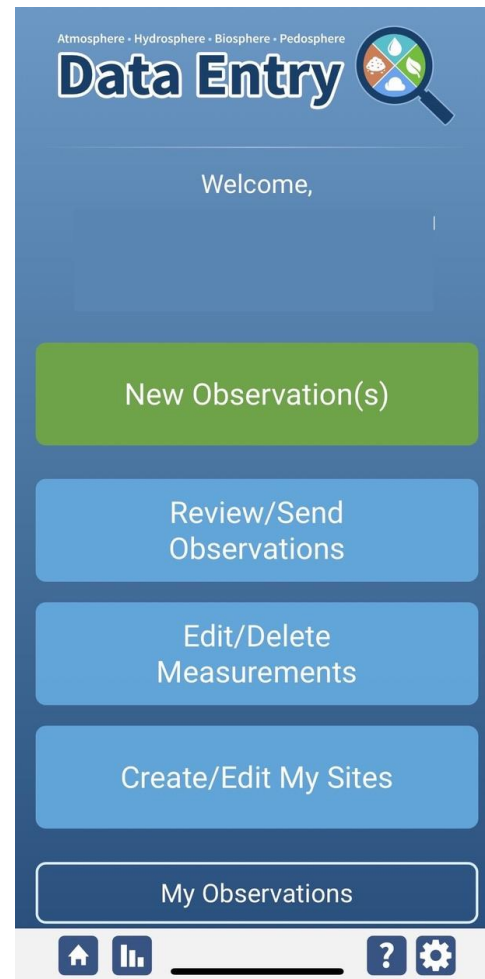 Atmosphere • Hydrosphere • Biosphere • Pedosphere
Data Entry
Welcome,
New Observation(s)
Review/Send
Observations
Edit/Delete
Measurements
Create/Edit My Sites
My Observations
?